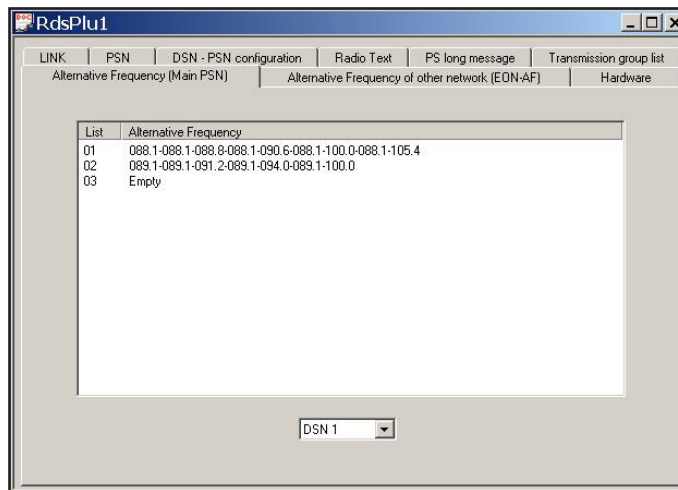 RdsPlu1
LINK PSN DSN - PSN configuration Radio Text PS long message Transmission group list
Alternative Frequency (Main PSN) Alternative Frequency of other network (EON-AF) Hardware
List Alternative Frequency
01 088.1-088.1-088.8-088.1-090.6-088.1-100.0-088.1-105.4
02 089.1-089.1-091.2-089.1-094.0-089.1-100.0
03 Empty
DSN 1